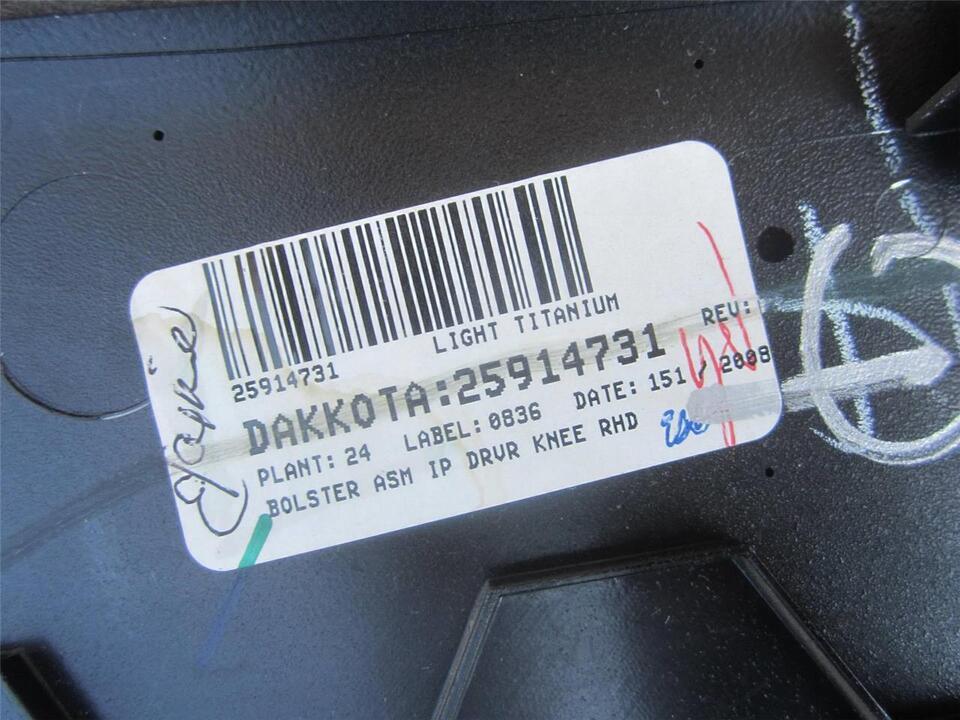 LIGHT TITANIUM
25914731
REV:
DAKKOTA:25914731
PLANT: 24 LABEL:0836 DATE: 151 / 2008
BOLSTER ASM IP DRVR KNEE RHD